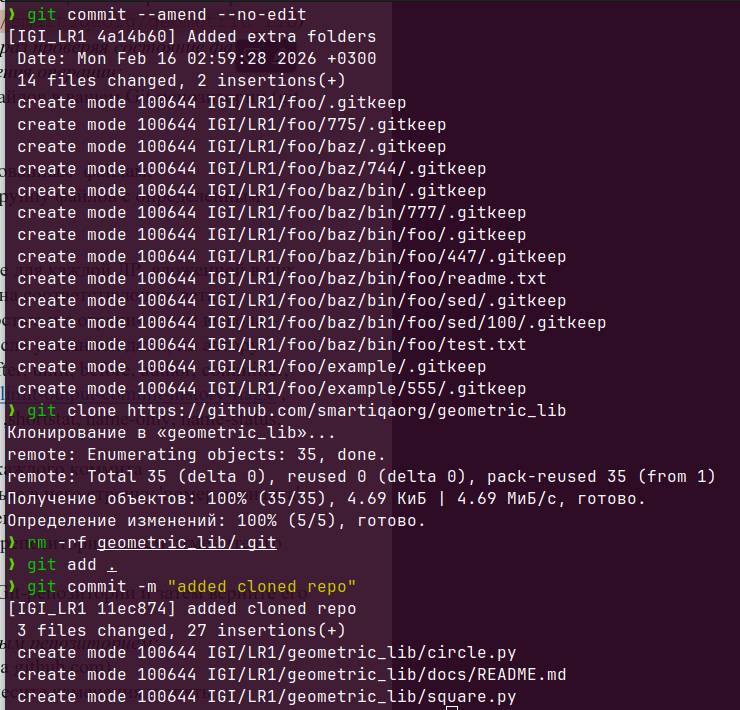 ❯ git commit --amend --no-edit
[IGI_LR1 4a14b60] Added extra folders
 Date: Mon Feb 16 02:59:28 2026 +0300
 14 files changed, 2 insertions(+)
 create mode 100644 IGI/LR1/foo/.gitkeep
 create mode 100644 IGI/LR1/foo/775/.gitkeep
 create mode 100644 IGI/LR1/foo/baz/.gitkeep
 create mode 100644 IGI/LR1/foo/baz/744/.gitkeep
 create mode 100644 IGI/LR1/foo/baz/bin/.gitkeep
 create mode 100644 IGI/LR1/foo/baz/bin/777/.gitkeep
 create mode 100644 IGI/LR1/foo/baz/bin/foo/.gitkeep
 create mode 100644 IGI/LR1/foo/baz/bin/foo/447/.gitkeep
 create mode 100644 IGI/LR1/foo/baz/bin/foo/readme.txt
 create mode 100644 IGI/LR1/foo/baz/bin/foo/sed/.gitkeep
 create mode 100644 IGI/LR1/foo/baz/bin/foo/sed/100/.gitkeep
 create mode 100644 IGI/LR1/foo/baz/bin/foo/test.txt
 create mode 100644 IGI/LR1/foo/example/.gitkeep
 create mode 100644 IGI/LR1/foo/example/555/.gitkeep
❯ git clone https://github.com/smartiqaorg/geometric_lib
Клонирование в «geometric_lib»...
remote: Enumerating objects: 35, done.
remote: Total 35 (delta 0), reused 0 (delta 0), pack-reused 35 (from 1)
Получение объектов: 100% (35/35), 4.69 КиБ | 4.69 МиБ/с, готово.
Определение изменений: 100% (5/5), готово.
❯ rm -rf geometric_lib/.git
❯ git add .
❯ git commit -m "added cloned repo"
[IGI_LR1 11ec874] added cloned repo
 3 files changed, 27 insertions(+)
 create mode 100644 IGI/LR1/geometric_lib/circle.py
 create mode 100644 IGI/LR1/geometric_lib/docs/README.md
 create mode 100644 IGI/LR1/geometric_lib/square.py